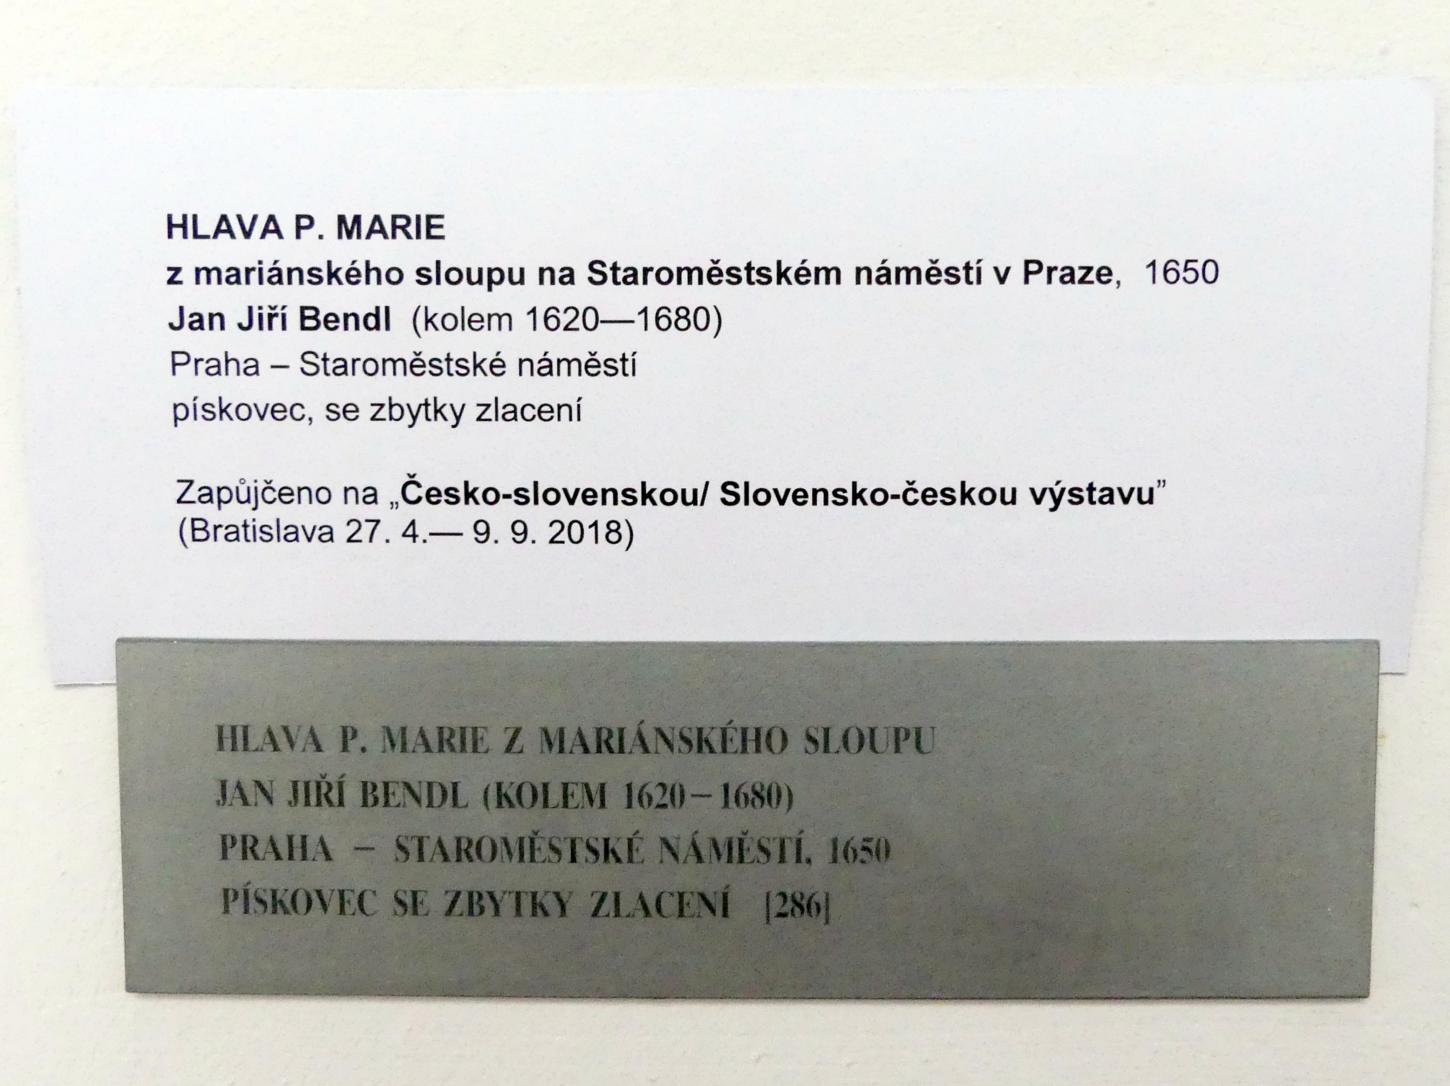 HLAVA P. MARIE
z mariánského sloupu na Staroměstském náměstí v Praze, 1650
Jan Jiří Bendl (kolem 1620—1680)
Praha – Staroměstské náměstí
pískovec, se zbytky zlacení
Zapůjčeno na „Česko-slovenskou/ Slovensko-českou výstavu”
(Bratislava 27. 4.— 9. 9. 2018)
HLAVA P. MARIE Z MARIÁNSKÉHO SLOUPU
JAN JIŘÍ BENDL (KOLEM 1620–1680)
PRAHA – STAROMĚSTSKÉ NÁMĚSTÍ, 1650
PÍSKOVEC SE ZBYTKY ZLACENÍ [286]